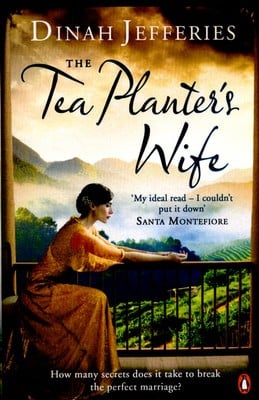 DINAH JEFFERIES
THE
Tea Planter's
Wife
'My ideal read – I couldn't
put it down'
SANTA MONTEFIORE
How many secrets does it take to break
the perfect marriage?